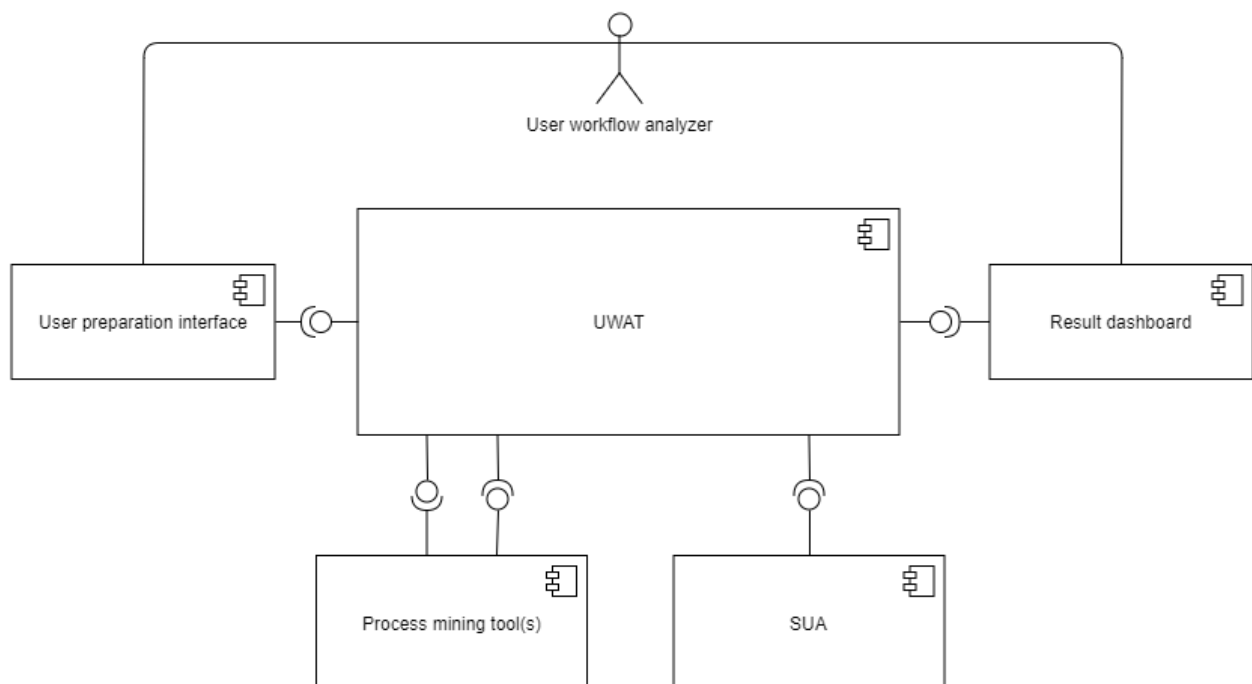 User workflow analyzer
User preparation interface
UWAT
Result dashboard
Process mining tool(s)
SUA